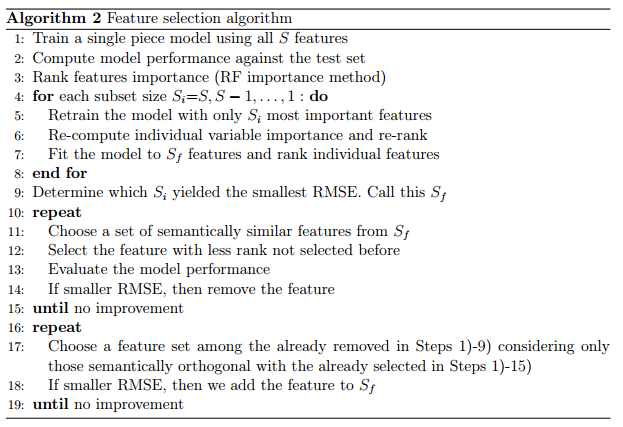 Algorithm 2 Feature selection algorithm
1: Train a single piece model using all S features
2: Compute model performance against the test set
3: Rank features importance (RF importance method)
4: for each subset size Si=S, S − 1, . . . , 1 : do
5: Retrain the model with only Si most important features
6: Re-compute individual variable importance and re-rank
7: Fit the model to Sf features and rank individual features
8: end for
9: Determine which Si yielded the smallest RMSE. Call this Sf
10: repeat
11: Choose a set of semantically similar features from Sf
12: Select the feature with less rank not selected before
13: Evaluate the model performance
14: If smaller RMSE, then remove the feature
15: until no improvement
16: repeat
17: Choose a feature set among the already removed in Steps 1)-9) considering only
those semantically orthogonal with the already selected in Steps 1)-15)
18: If smaller RMSE, then we add the feature to Sf
19: until no improvement